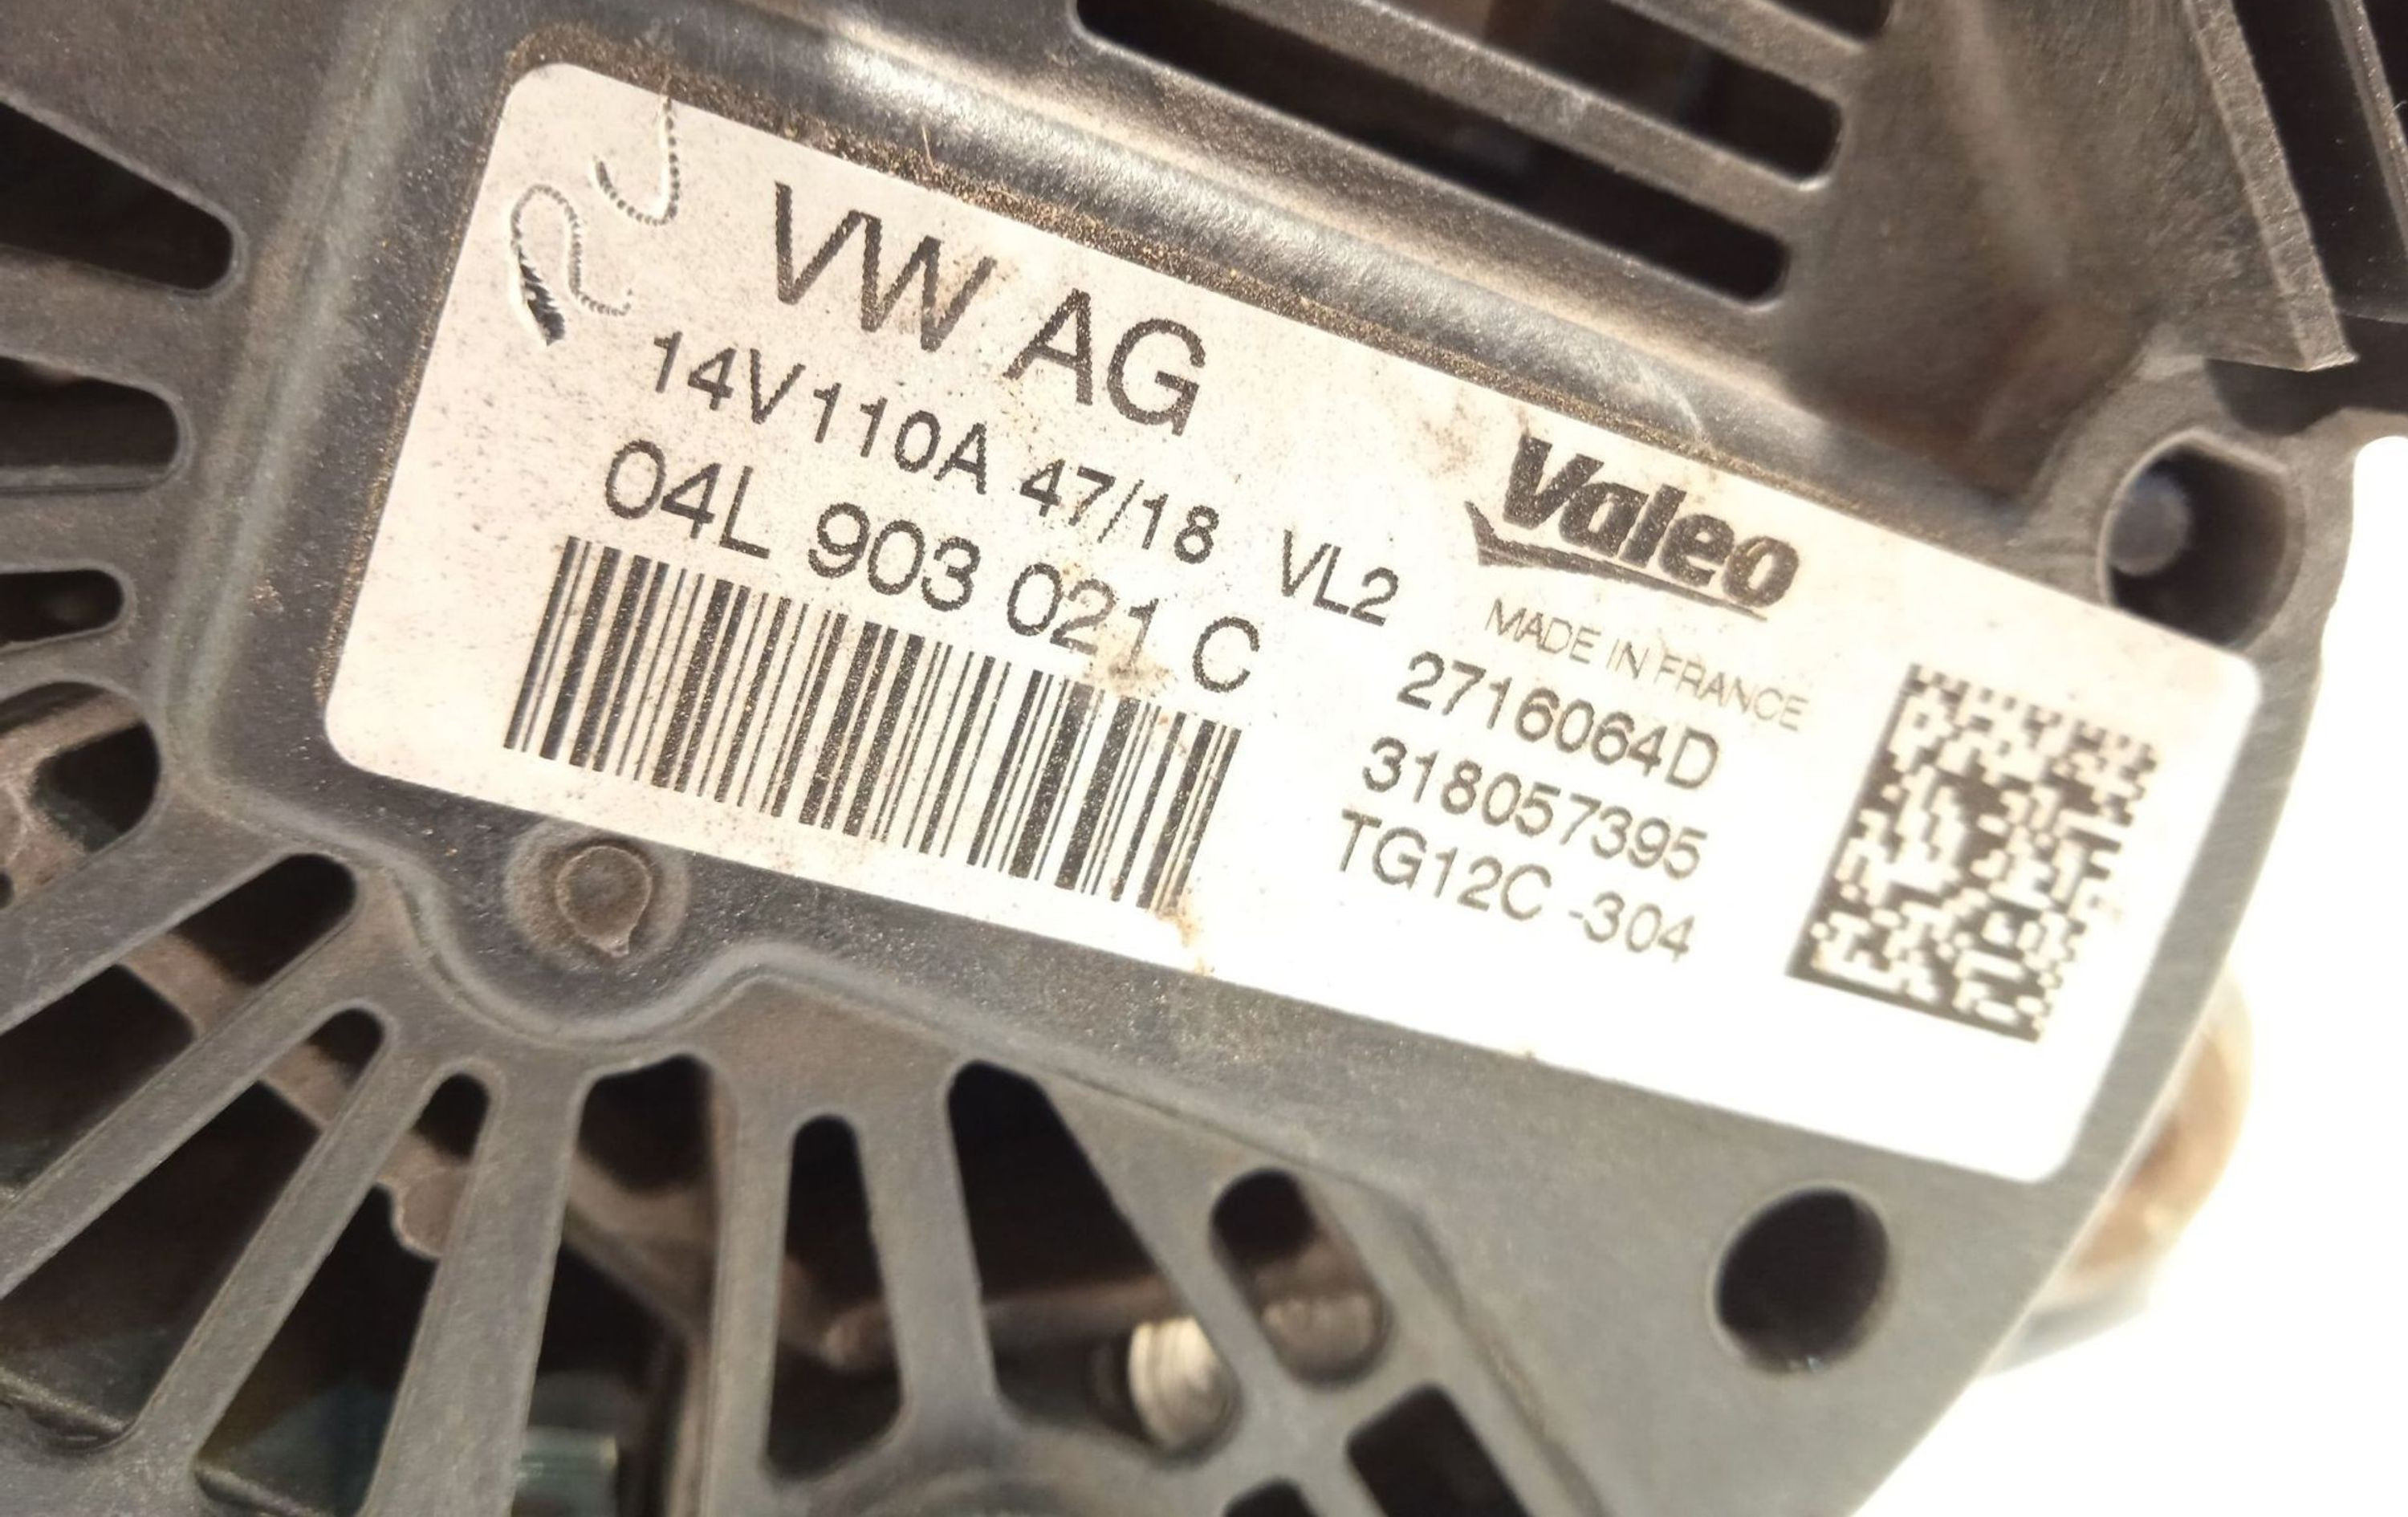 VW AG
14V110A 47/18 VL2
04L 903 021 C
Valeo
MADE IN FRANCE
2716064D
318057395
TG12C -304